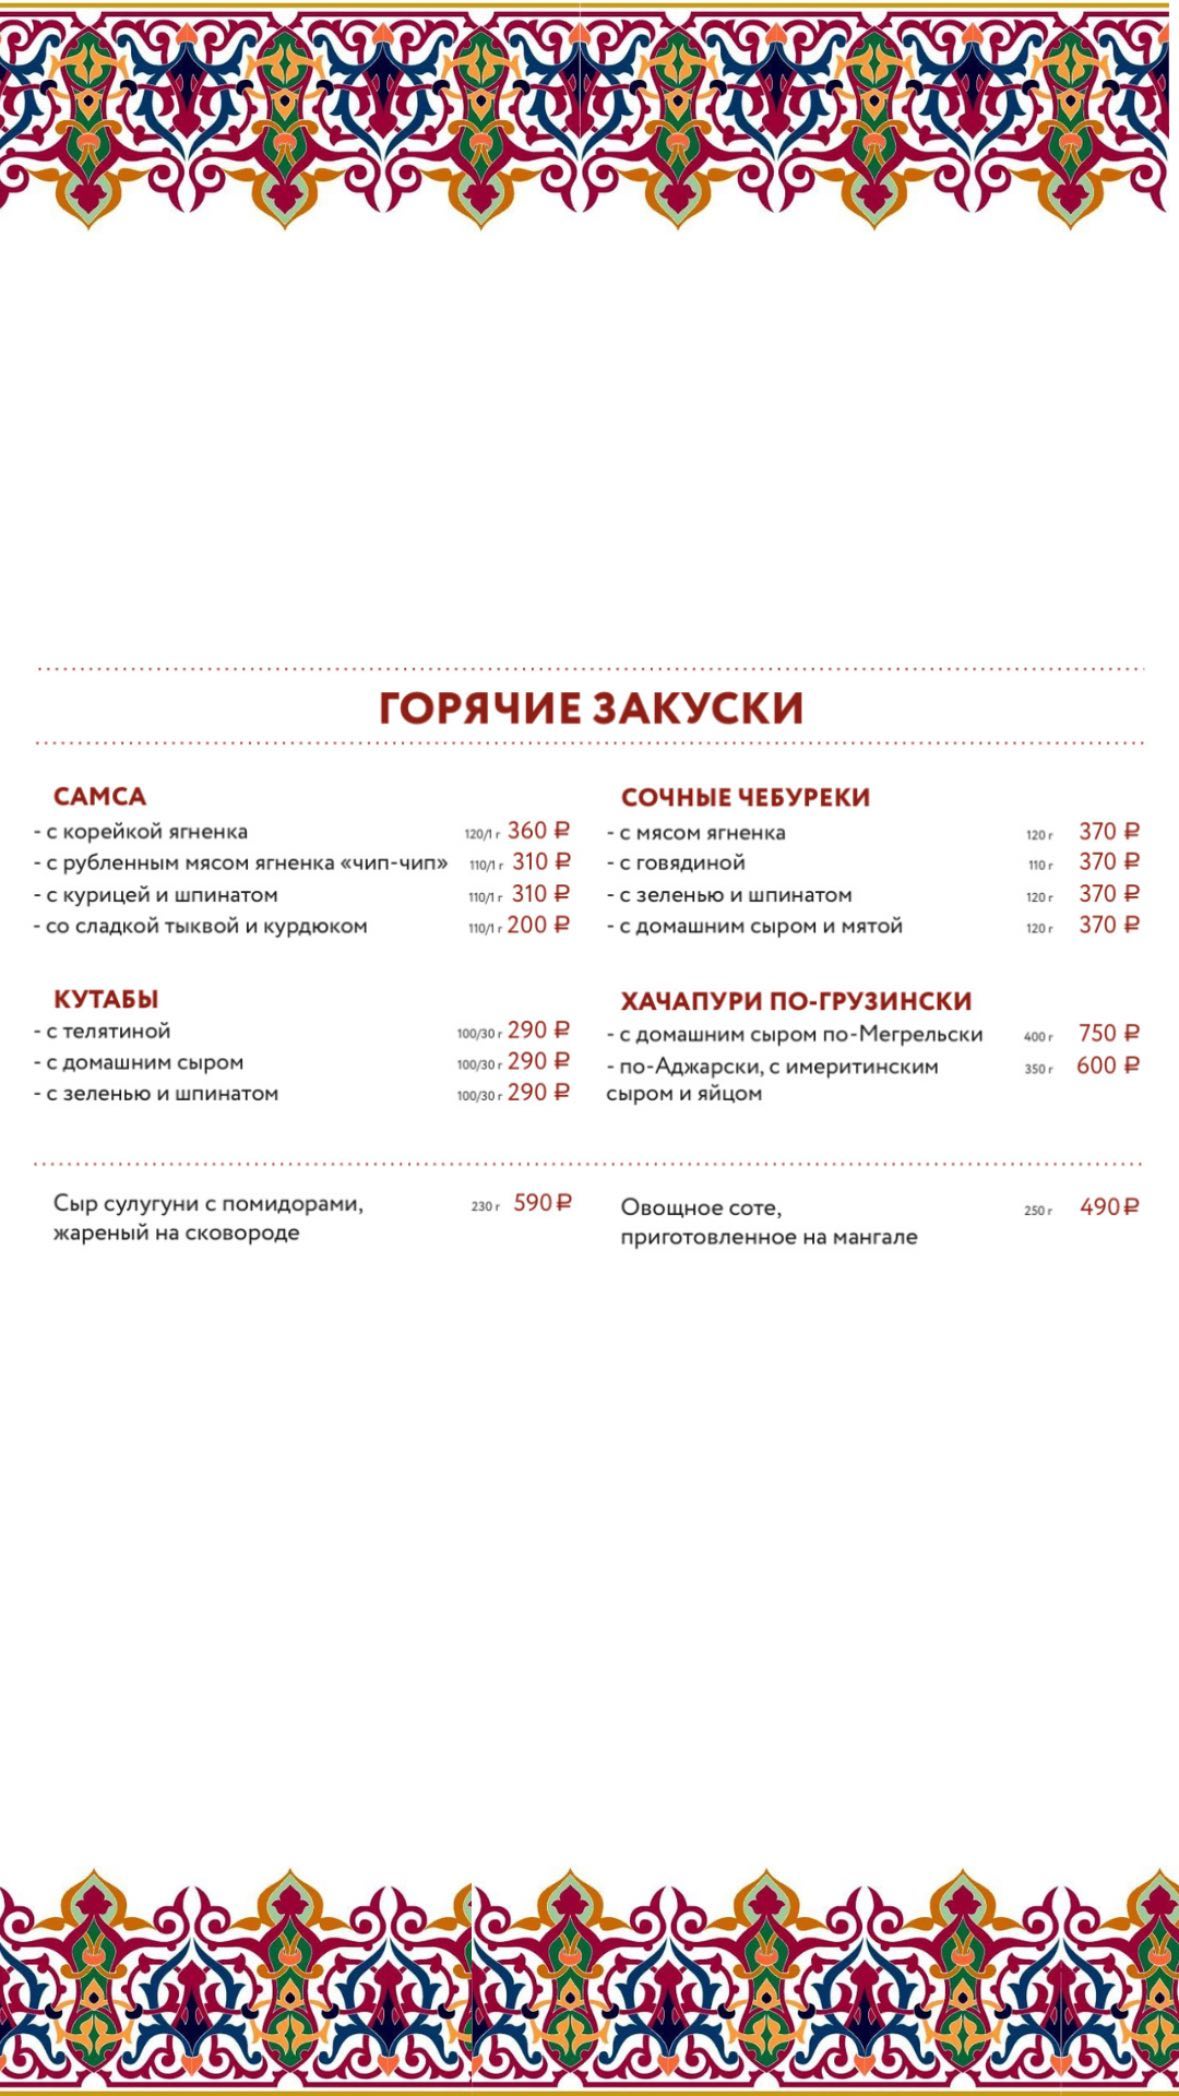 ГОРЯЧИЕ ЗАКУСКИ
САМСА
- с корейкой ягненка 120/1 г 360 ₽
- с рубленным мясом ягненка «чип-чип» 110/1 г 310 ₽
- с курицей и шпинатом 110/1 г 310 ₽
- со сладкой тыквой и курдюком 110/1 г 200 ₽
КУТАБЫ
- с телятиной 100/30 г 290 ₽
- с домашним сыром 100/30 г 290 ₽
- с зеленью и шпинатом 100/30 г 290 ₽
СОЧНЫЕ ЧЕБУРЕКИ
- с мясом ягненка 120 г 370 ₽
- с говядиной 110 г 370 ₽
- с зеленью и шпинатом 120 г 370 ₽
- с домашним сыром и мятой 120 г 370 ₽
ХАЧАПУРИ ПО-ГРУЗИНСКИ
- с домашним сыром по-Мегрельски 400 г 750 ₽
- по-Аджарски, с имеритинским 350 г 600 ₽
сыром и яйцом
Сыр сулугуни с помидорами, 230 г 590 ₽
жареный на сковороде
Овощное соте, 250 г 490 ₽
приготовленное на мангале